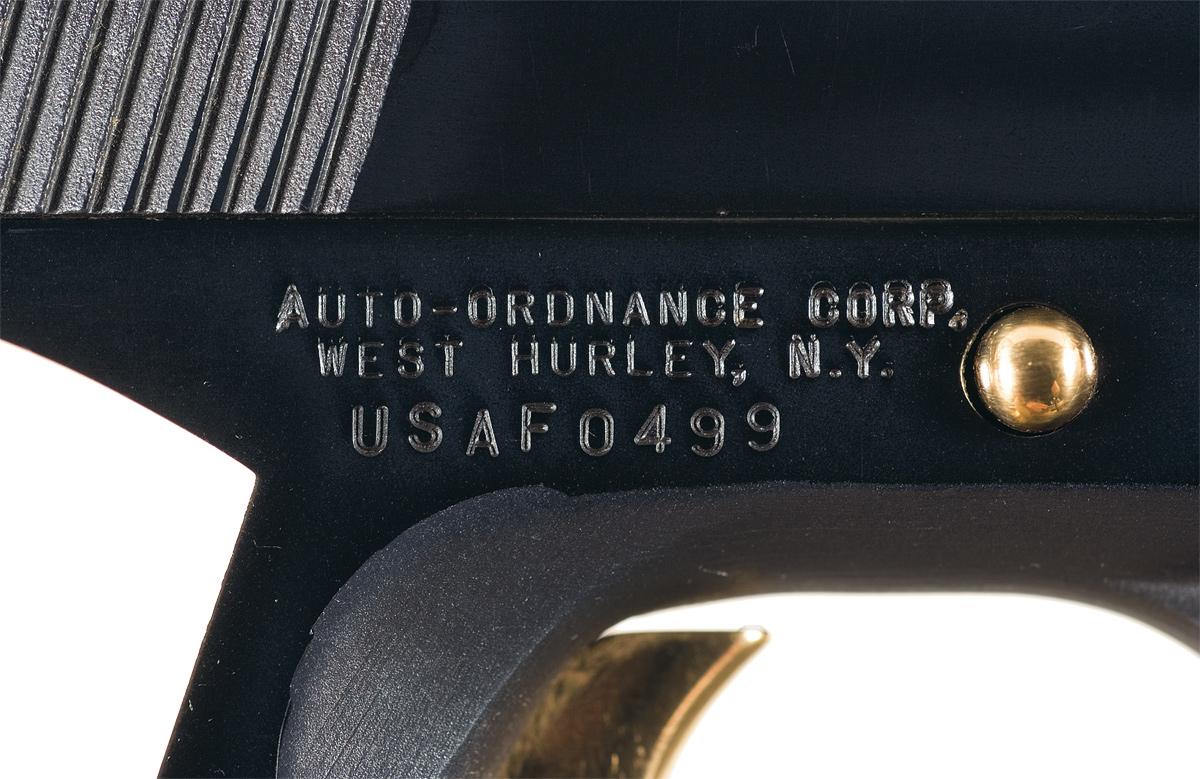 AUTO-ORDNANCE CORP.
WEST HURLEY, N.Y.
USAF0499